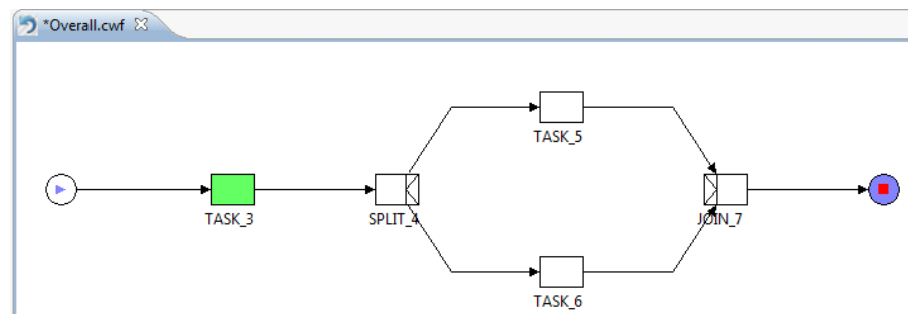 *Overall.cwf
TASK_5
TASK_3
SPLIT_4
JOIN_7
TASK_6